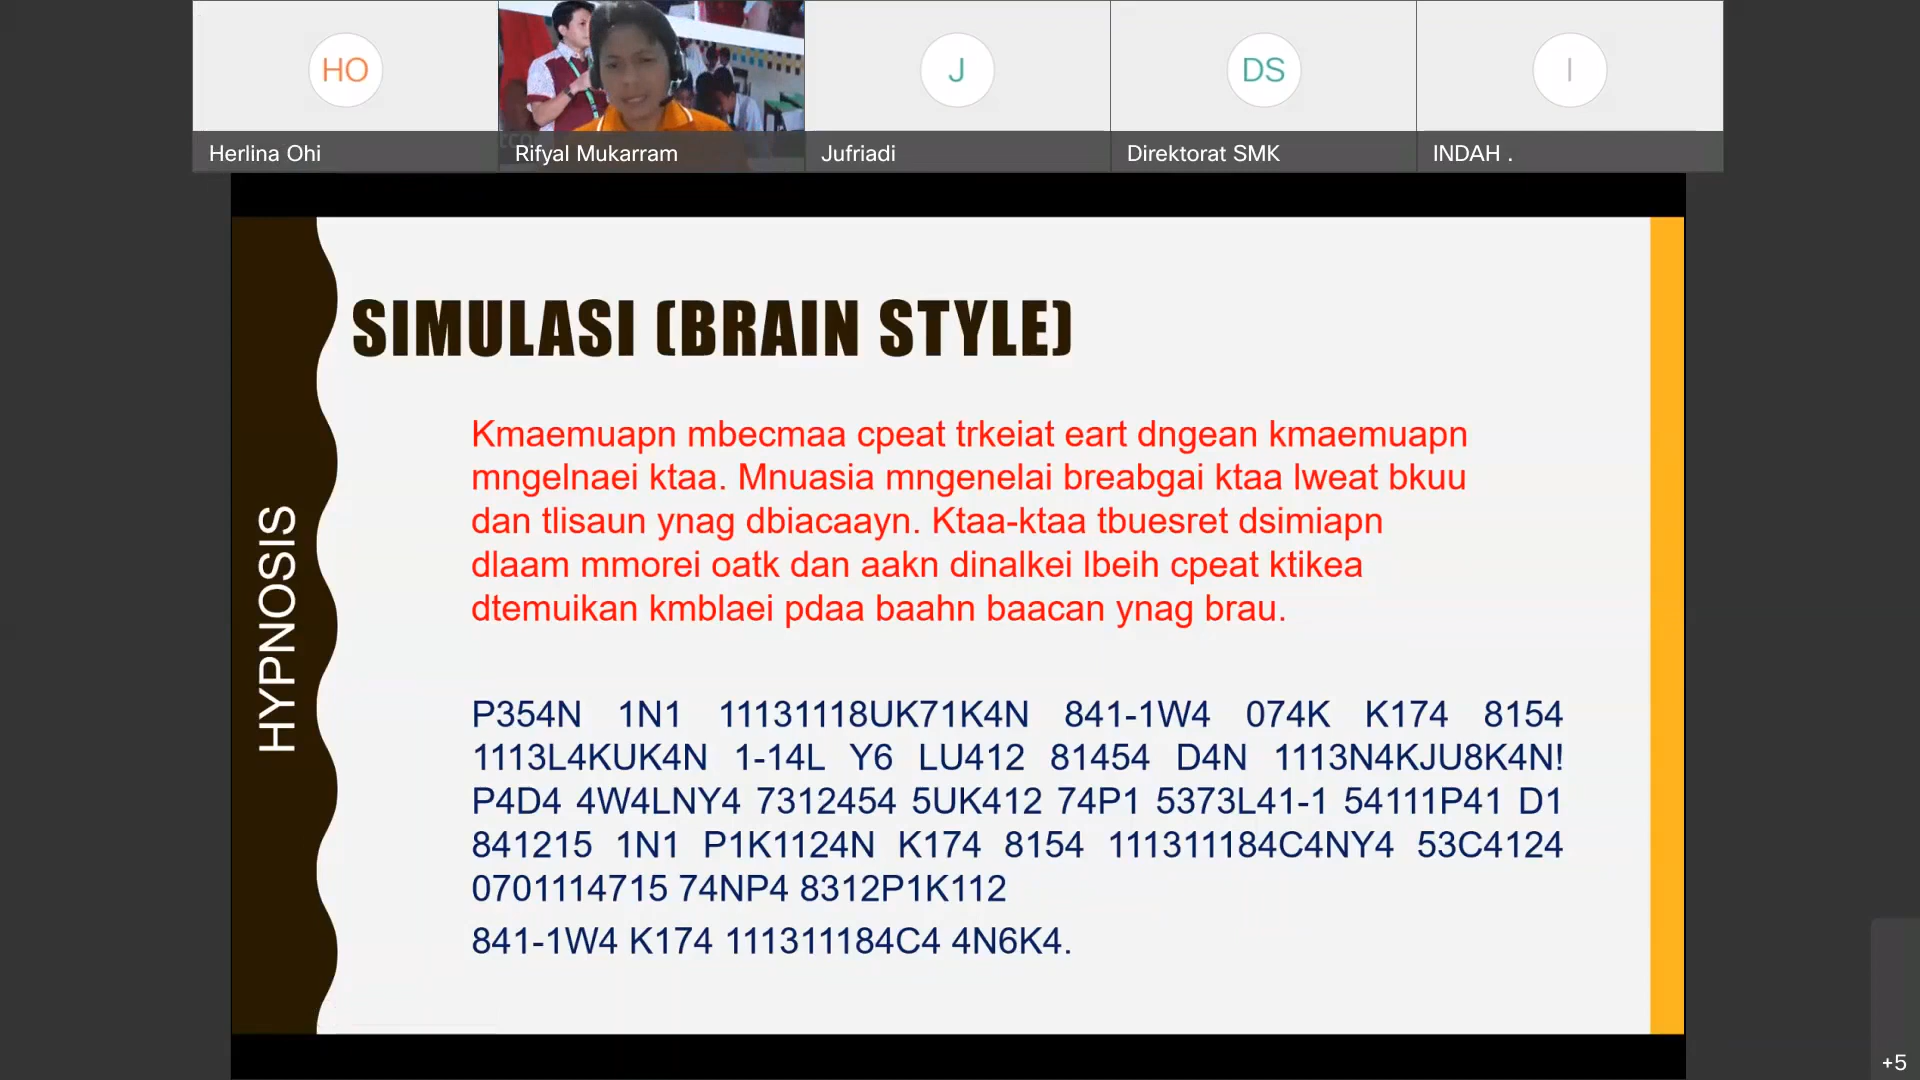 HO
Herlina Ohi
Rifyal Mukarram
J
Jufriadi
DS
Direktorat SMK
I
INDAH .
HYPNOSIS
SIMULASI (BRAIN STYLE)
Kmaemuapn mbecmaa cpeat trkeiat eart dngean kmaemuapn
mngelnaei ktaa. Mnuasia mngenelai breabgai ktaa lweat bkuu
dan tlisaun ynag dbiacaayn. Ktaa-ktaa tbuesret dsimiapn
dlaam mmorei oatk dan aakn dinalkei lbeih cpeat ktikea
dtemuikan kmblaei pdaa baahn baacan ynag brau.
P354N 1N1 11131118UK71K4N 841-1W4 074K K174 8154
1113L4KUK4N 1-14L Y6 LU412 81454 D4N 1113N4KJU8K4N!
P4D4 4W4LNY4 7312454 5UK412 74P1 5373L41-1 54111P41 D1
841215 1N1 P1K1124N K174 8154 111311184C4NY4 53C4124
0701114715 74NP4 8312P1K112
841-1W4 K174 111311184C4 4N6K4.
+5